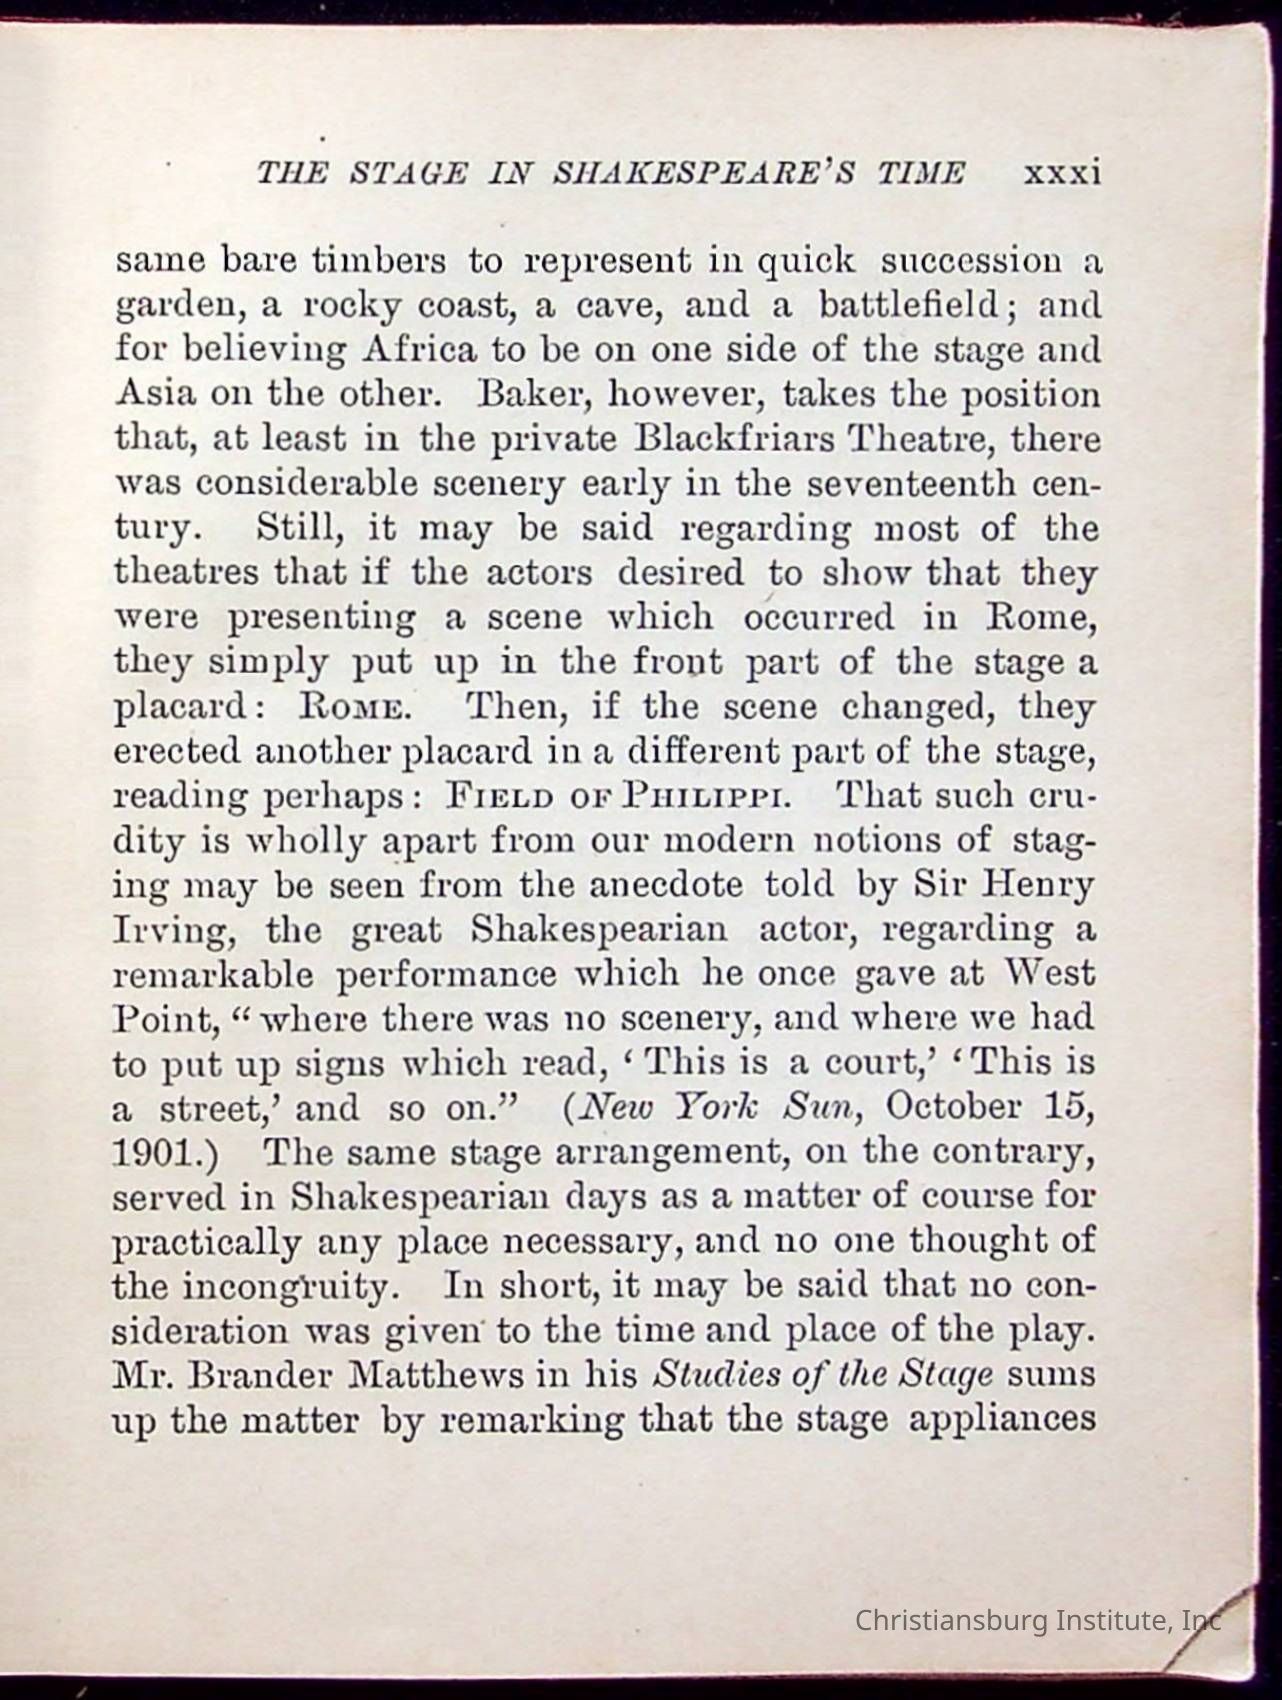 THE STAGE IN SHAKESPEARE'S TIME xxxi
same bare timbers to represent in quick succession a
garden, a rocky coast, a cave, and a battlefield; and
for believing Africa to be on one side of the stage and
Asia on the other. Baker, however, takes the position
that, at least in the private Blackfriars Theatre, there
was considerable scenery early in the seventeenth cen-
tury. Still, it may be said regarding most of the
theatres that if the actors desired to show that they
were presenting a scene which occurred in Rome,
they simply put up in the front part of the stage a
placard: ROME. Then, if the scene changed, they
erected another placard in a different part of the stage,
reading perhaps: FIELD OF PHILIPPI. That such cru-
dity is wholly apart from our modern notions of stag-
ing may be seen from the anecdote told by Sir Henry
Irving, the great Shakespearian actor, regarding a
remarkable performance which he once gave at West
Point, "where there was no scenery, and where we had
to put up signs which read, 'This is a court,' 'This is
a street,' and so on." (New York Sun, October 15,
1901.) The same stage arrangement, on the contrary,
served in Shakespearian days as a matter of course for
practically any place necessary, and no one thought of
the incongruity. In short, it may be said that no con-
sideration was given to the time and place of the play.
Mr. Brander Matthews in his Studies of the Stage sums
up the matter by remarking that the stage appliances
Christiansburg Institute, Inc